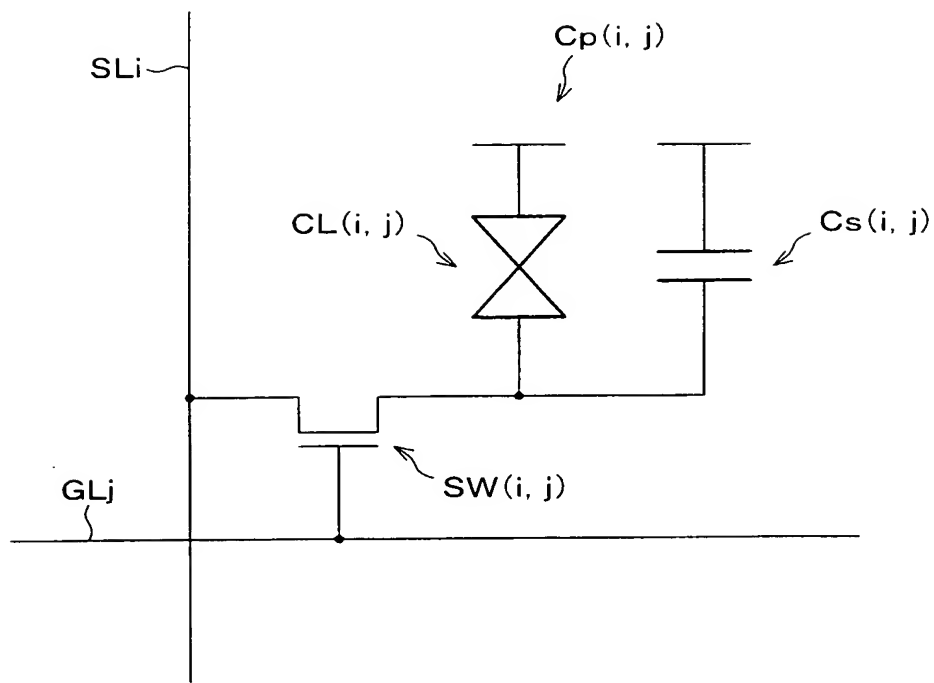 Cp(i, j)
SLi
CL(i, j)
Cs(i, j)
SW(i, j)
GLj